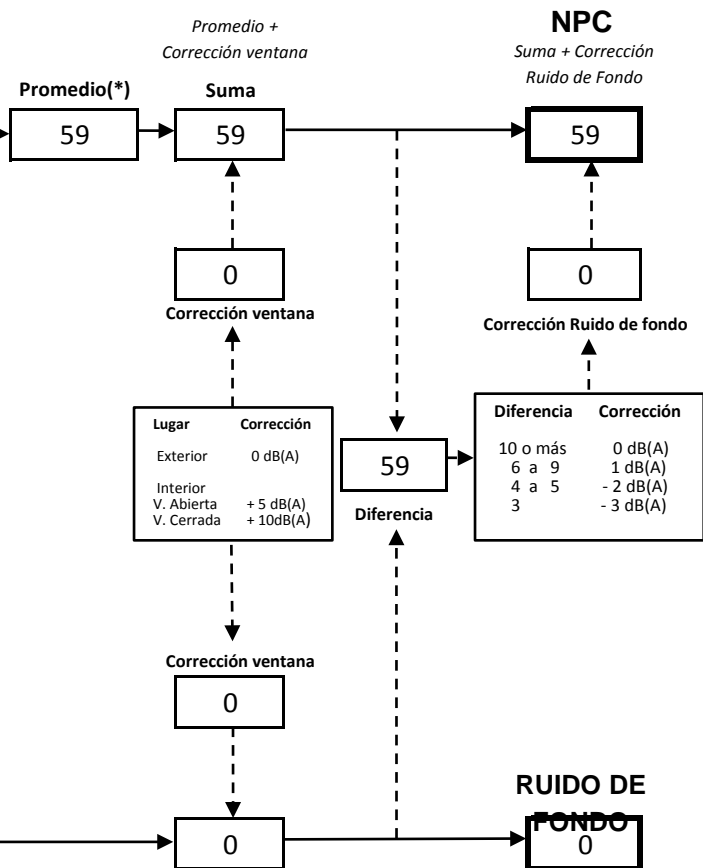 Promedio +
Corrección ventana
NPC
Suma + Corrección
Ruido de Fondo
Promedio(*)
Suma
59
59
59
0
0
Corrección ventana
Corrección Ruido de fondo
Lugar Corrección
Exterior 0 dB(A)
Interior
V. Abierta + 5 dB(A)
V. Cerrada + 10dB(A)
59
Diferencia
Diferencia Corrección
10 o más 0 dB(A)
6 a 9 1 dB(A)
4 a 5 - 2 dB(A)
3 - 3 dB(A)
Corrección ventana
0
RUIDO DE
FONDO
0
0